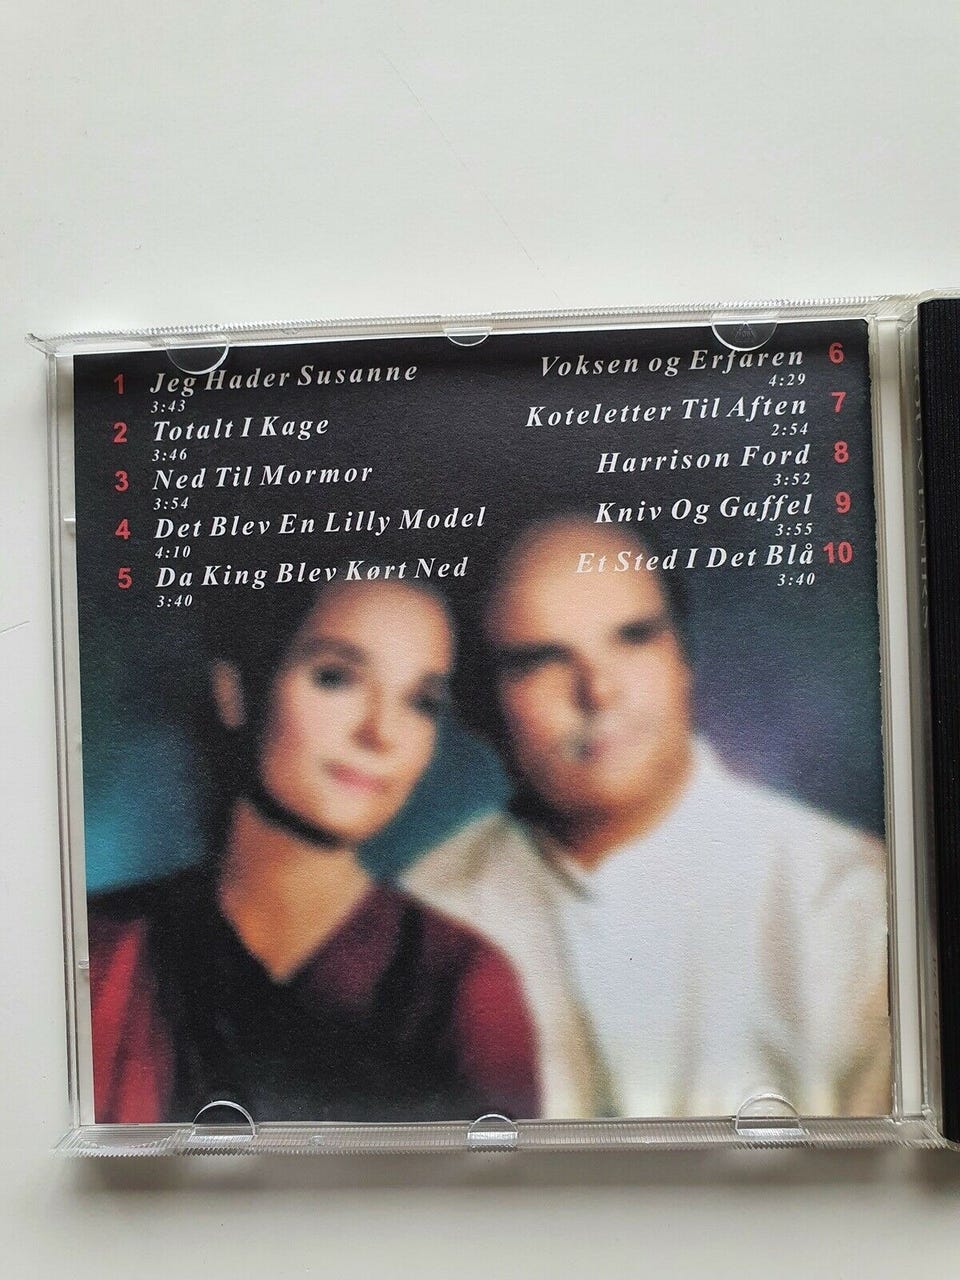 1 Jeg Hader Susanne
3:43
2 Totalt I Kage
3:46
3 Ned Til Mormor
3:54
4 Det Blev En Lilly Model
4:10
5 Da King Blev Kørt Ned
3:40
Voksen og Erfaren 6
4:29
Koteletter Til Aften 7
2:54
Harrison Ford 8
3:52
Kniv Og Gaffel 9
3:55
Et Sted I Det Blå 10
3:40